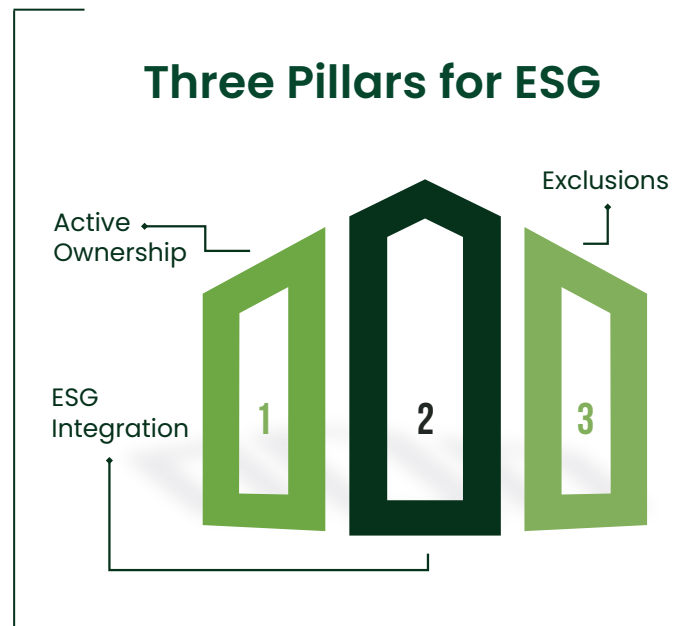 Three Pillars for ESG
Exclusions
Active
Ownership
ESG
Integration
1
2
3